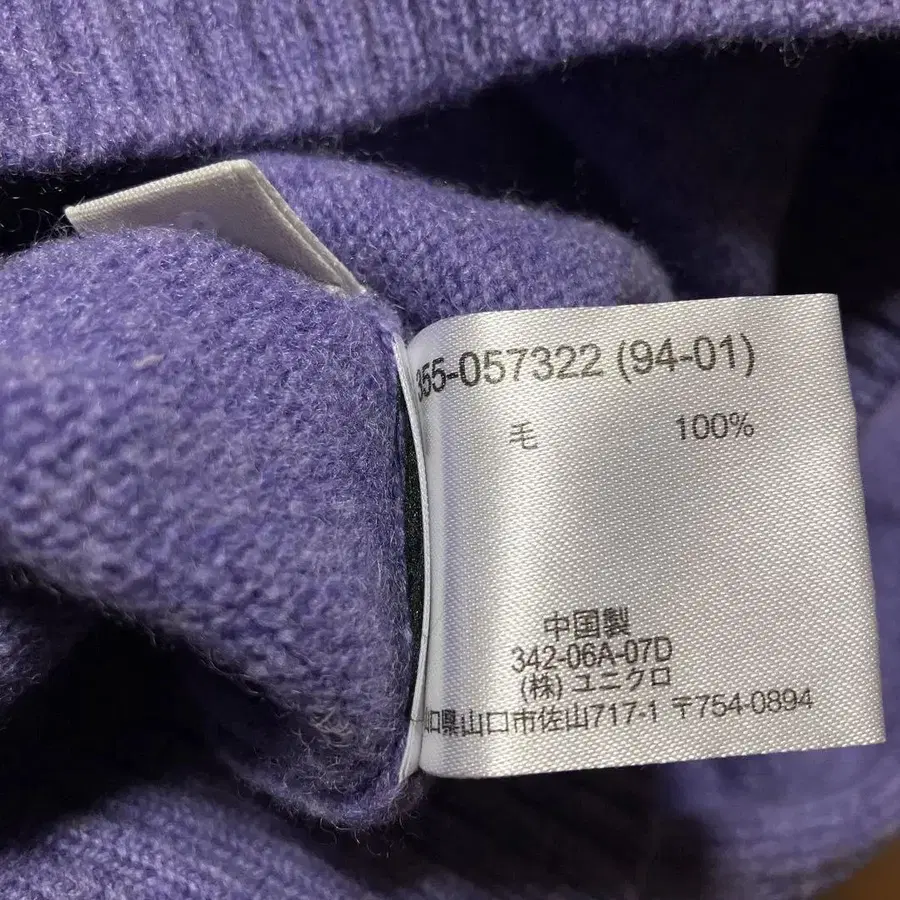 355-057322 (94-01)
毛 100%
中国製
342-06A-07D
(株) ユニクロ
口県山口市佐山717-1 〒754-0894